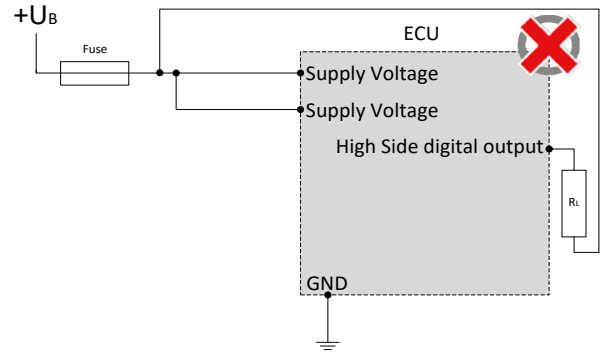 +UB
Fuse
ECU
Supply Voltage
Supply Voltage
High Side digital output
RL
GND